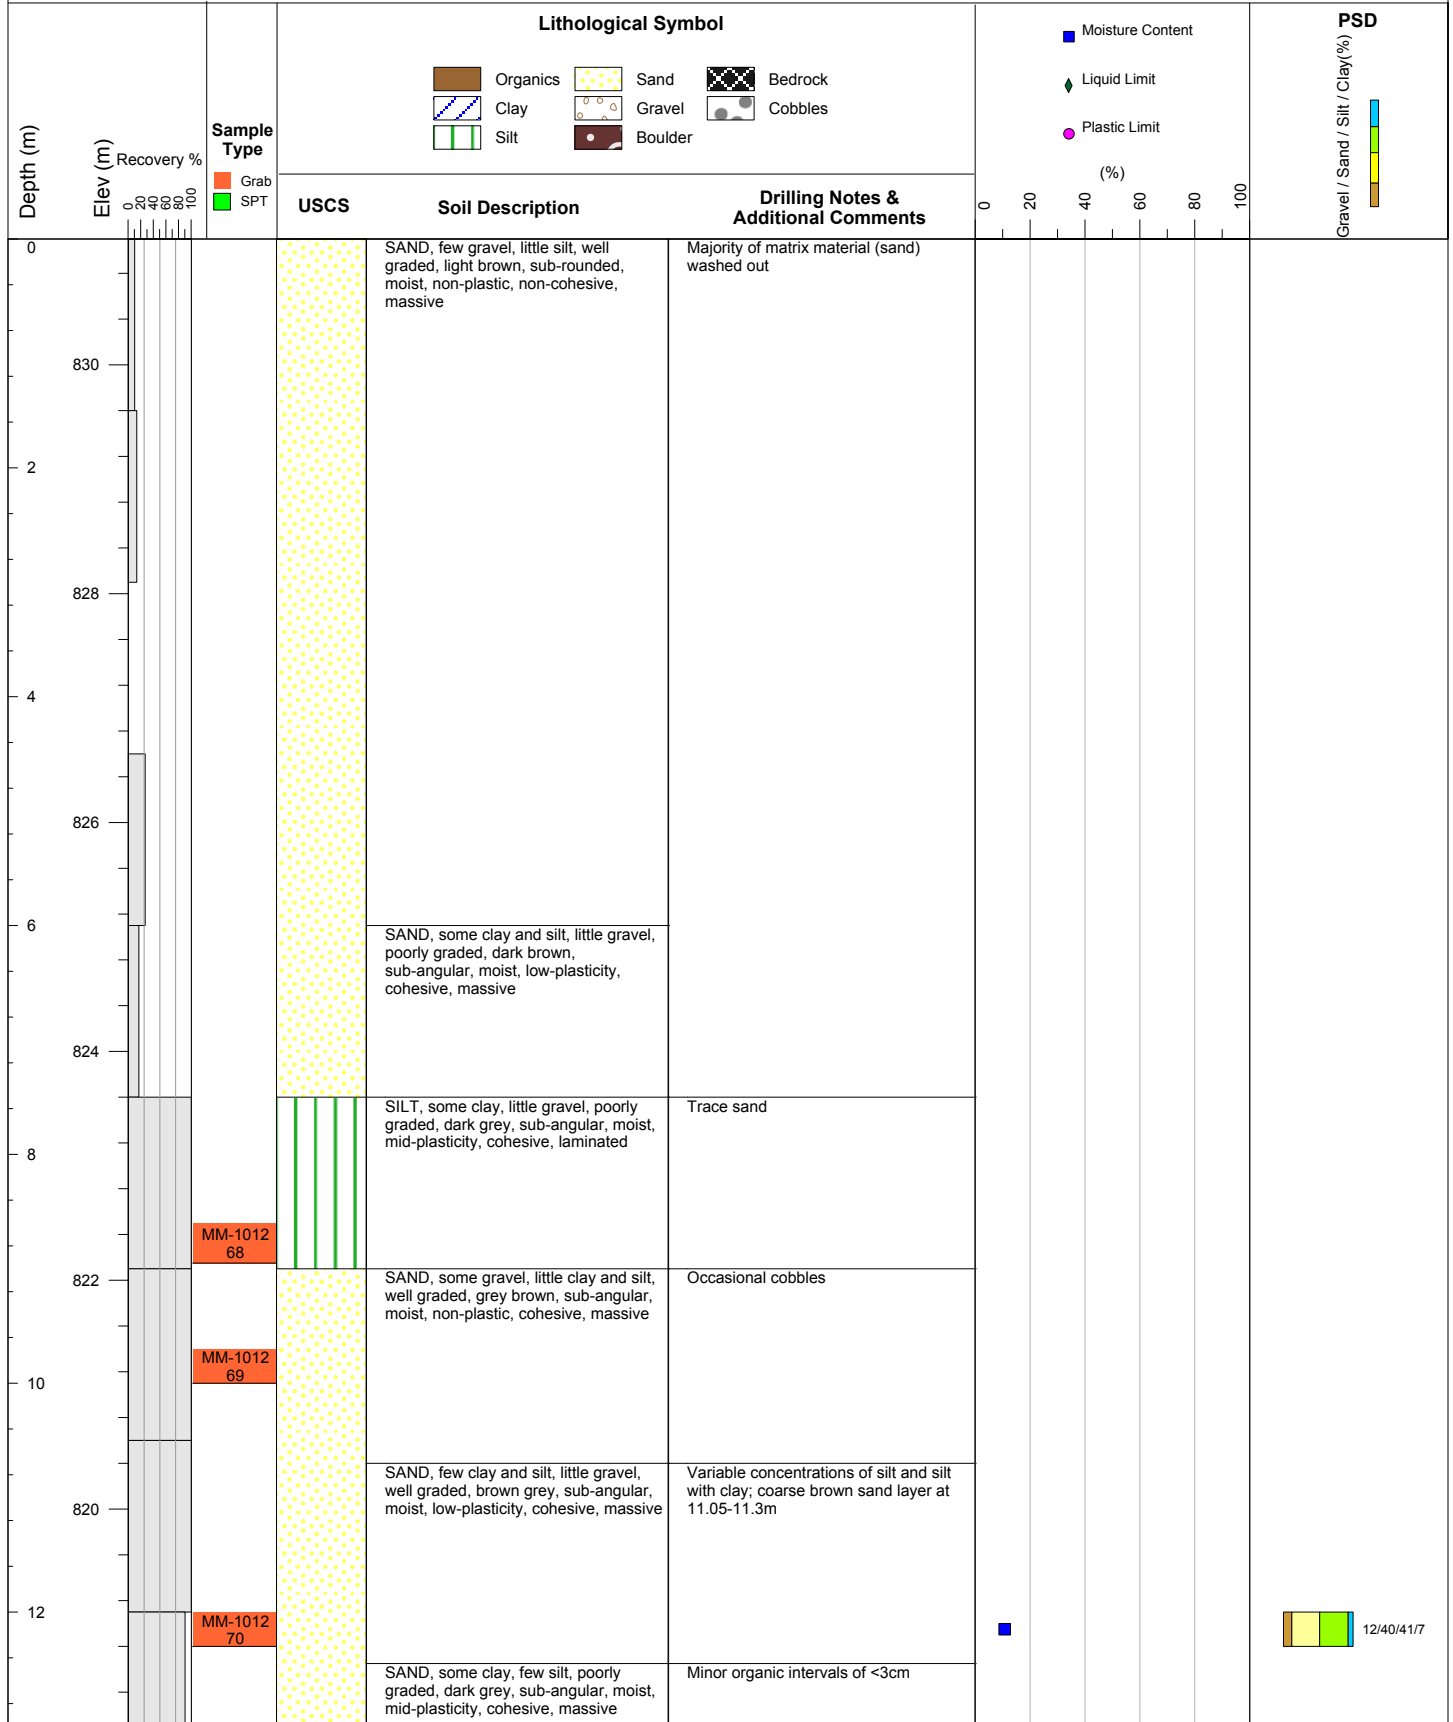 Lithological Symbol
Organics
Sand
Bedrock
Clay
Gravel
Cobbles
Silt
Boulder
Moisture Content
Liquid Limit
Plastic Limit
(%)
0
20
40
60
80
100
PSD
Gravel / Sand / Silt / Clay(%)
Depth (m)
Elev (m)
Recovery %
0
20
40
60
80
100
Sample
Type
Grab
SPT
USCS
Soil Description
Drilling Notes &
Additional Comments
0
SAND, few gravel, little silt, well
graded, light brown, sub-rounded,
moist, non-plastic, non-cohesive,
massive
Majority of matrix material (sand)
washed out
830
2
828
4
826
6
SAND, some clay and silt, little gravel,
poorly graded, dark brown,
sub-angular, moist, low-plasticity,
cohesive, massive
824
SILT, some clay, little gravel, poorly
graded, dark grey, sub-angular, moist,
mid-plasticity, cohesive, laminated
Trace sand
8
MM-1012
68
822
SAND, some gravel, little clay and silt,
well graded, grey brown, sub-angular,
moist, non-plastic, cohesive, massive
Occasional cobbles
MM-1012
69
10
SAND, few clay and silt, little gravel,
well graded, brown grey, sub-angular,
moist, low-plasticity, cohesive, massive
Variable concentrations of silt and silt
with clay; coarse brown sand layer at
11.05-11.3m
820
12
MM-1012
70
12/40/41/7
SAND, some clay, few silt, poorly
graded, dark grey, sub-angular, moist,
mid-plasticity, cohesive, massive
Minor organic intervals of <3cm